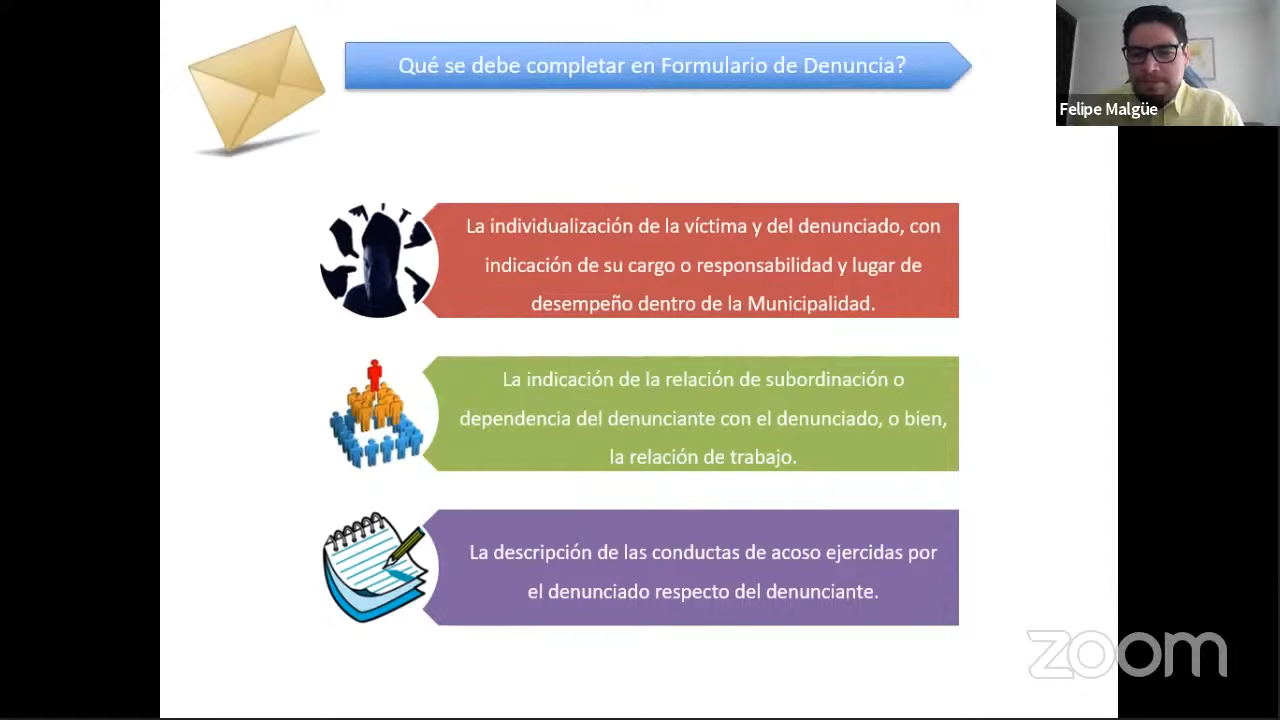 Qué se debe completar en Formulario de Denuncia?
Felipe Malgüe
La individualización de la víctima y del denunciado, con
indicación de su cargo o responsabilidad y lugar de
desempeño dentro de la Municipalidad.
La indicación de la relación de subordinación o
dependencia del denunciante con el denunciado, o bien,
la relación de trabajo.
La descripción de las conductas de acoso ejercidas por
el denunciado respecto del denunciante.
zoom